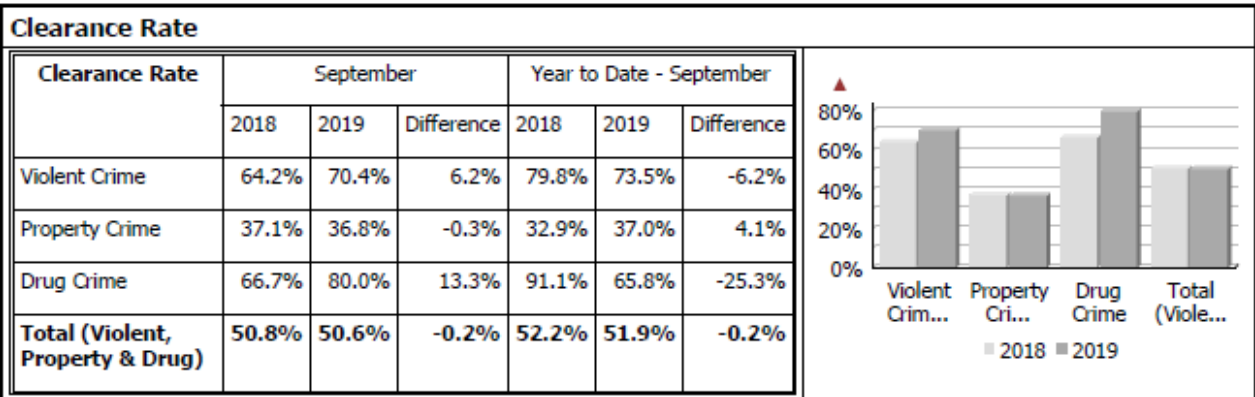 Clearance Rate
Clearance Rate September Year to Date - September
2018 2019 Difference 2018 2019 Difference
Violent Crime 64.2% 70.4% 6.2% 79.8% 73.5% -6.2%
Property Crime 37.1% 36.8% -0.3% 32.9% 37.0% 4.1%
Drug Crime 66.7% 80.0% 13.3% 91.1% 65.8% -25.3%
Total (Violent, 50.8% 50.6% -0.2% 52.2% 51.9% -0.2%
Property & Drug)
80%
60%
40%
20%
0%
Violent Property Drug Total
Crim... Cri... Crime (Viole...
2018 2019